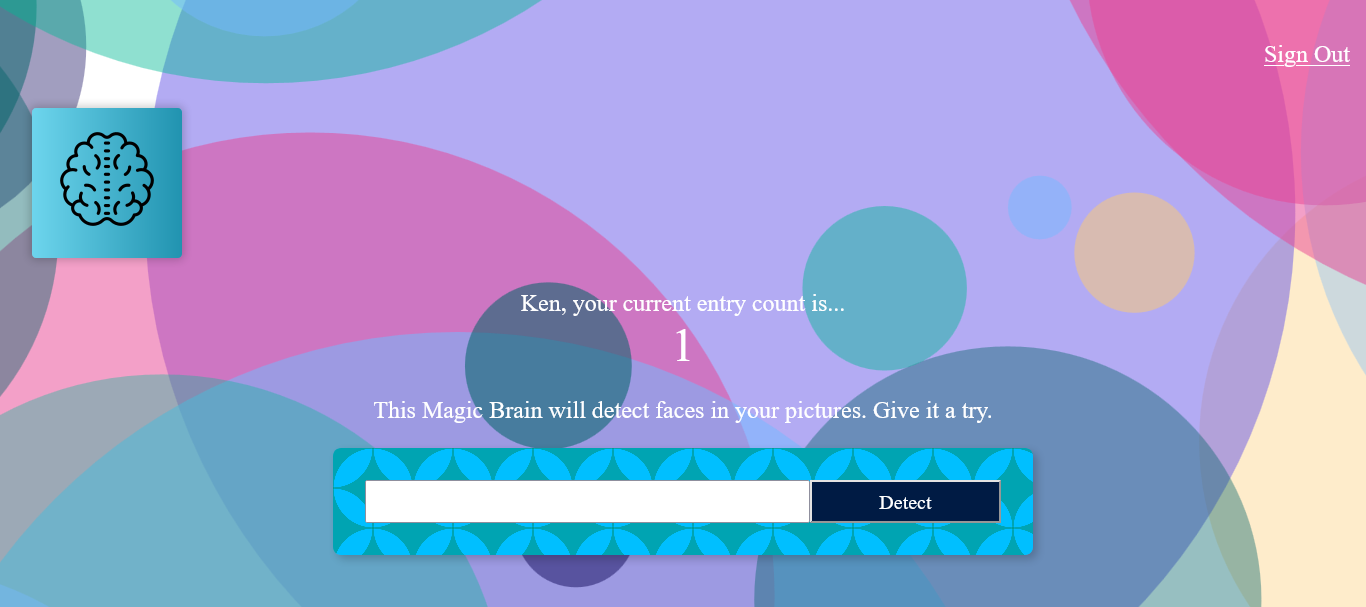 Sign Out
Ken, your current entry count is...
1
This Magic Brain will detect faces in your pictures. Give it a try.
Detect